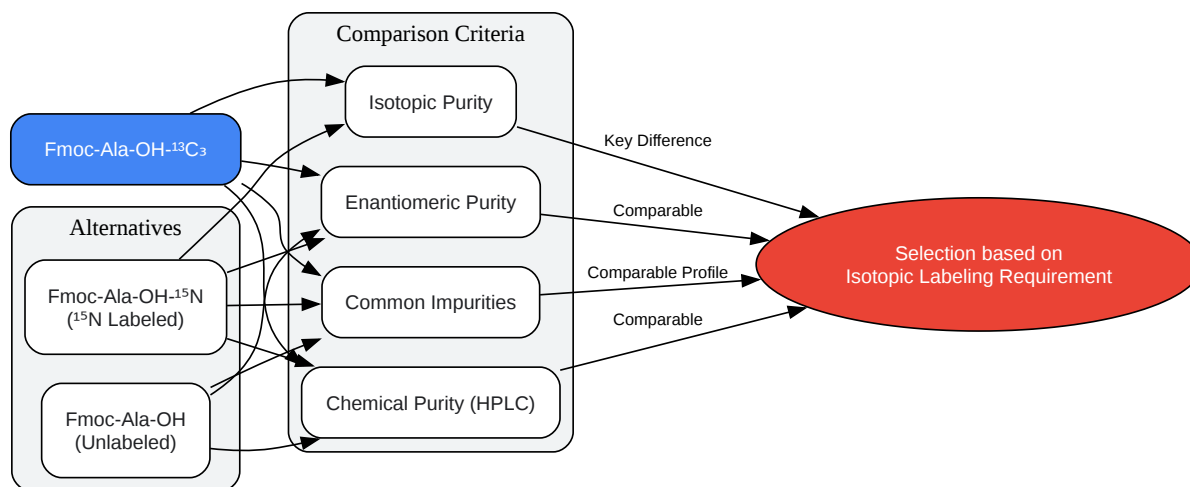 Comparison Criteria
Isotopic Purity
Key Difference
Fmoc-Ala-OH-¹³C₃
Enantiomeric Purity
Comparable
Alternatives
Selection based on
Isotopic Labeling Requirement
Fmoc-Ala-OH-¹⁵N
(¹⁵N Labeled)
Common Impurities
Comparable Profile
Comparable
Chemical Purity (HPLC)
Fmoc-Ala-OH
(Unlabeled)